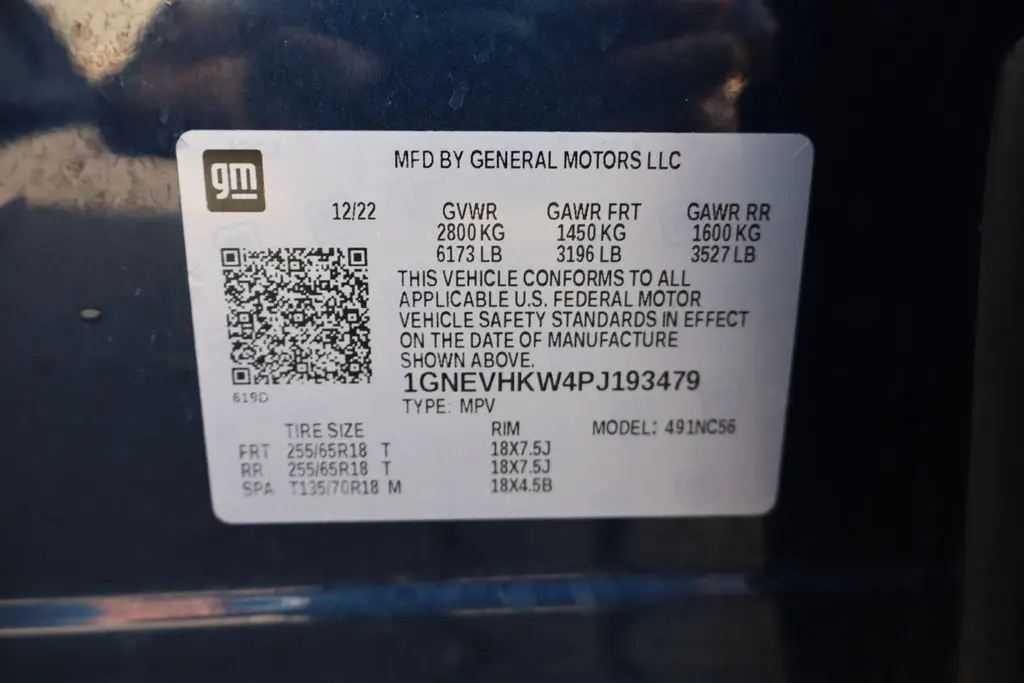 gm
MFD BY GENERAL MOTORS LLC
12/22 GVWR GAWR FRT GAWR RR
2800 KG 1450 KG 1600 KG
6173 LB 3196 LB 3527 LB
THIS VEHICLE CONFORMS TO ALL
APPLICABLE U.S. FEDERAL MOTOR
VEHICLE SAFETY STANDARDS IN EFFECT
ON THE DATE OF MANUFACTURE
SHOWN ABOVE.
1GNEVHKW4PJ193479
619D
TYPE: MPV
TIRE SIZE RIM MODEL: 491NC56
FRT 255/65R18 T 18X7.5J
RR 255/65R18 T 18X7.5J
SPA T135/70R18 M 18X4.5B